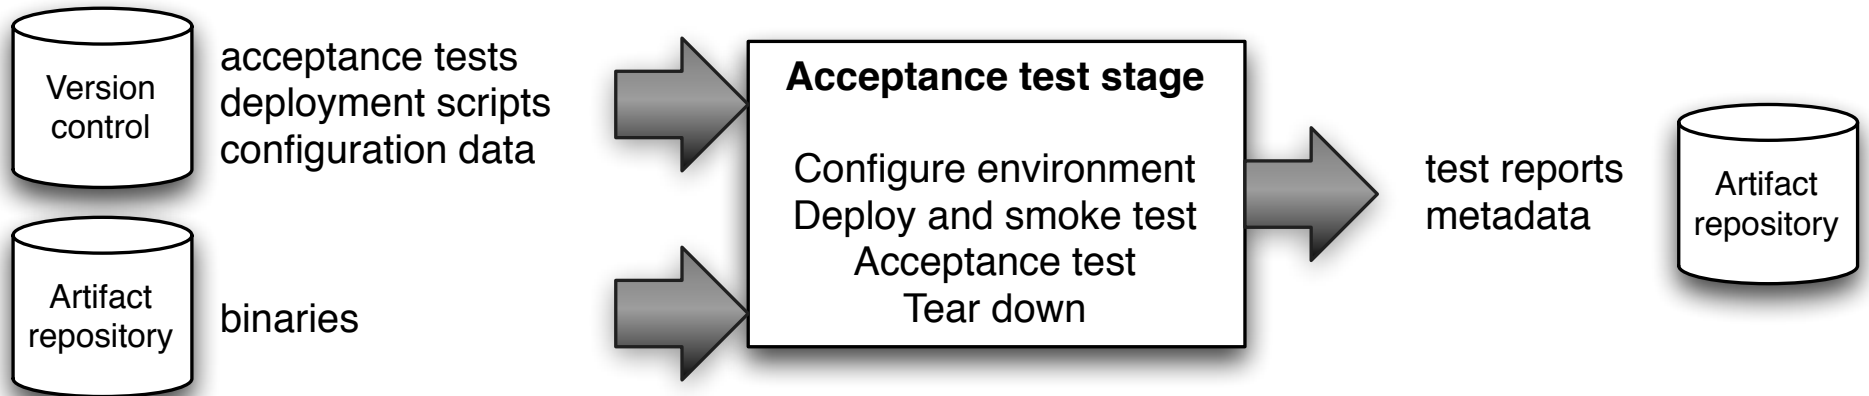 Version
control
acceptance tests
deployment scripts
configuration data
Artifact
repository
binaries
Acceptance test stage
Configure environment
Deploy and smoke test
Acceptance test
Tear down
test reports
metadata
Artifact
repository